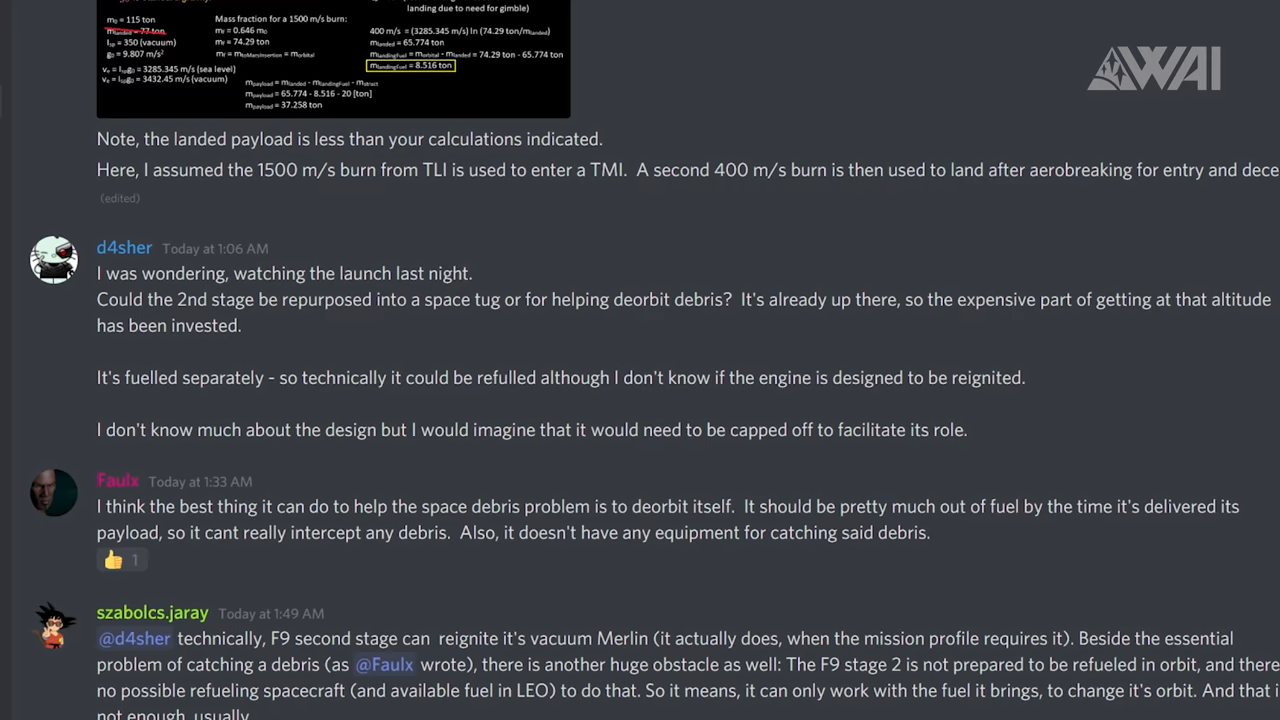 landing due to need for gimble)
m₀ = 115 ton
Mass fraction for a 1500 m/s burn:
m_landed = 77 ton
m_f = 0.646 m₀
400 m/s = (3285.345 m/s) ln (74.29 ton/m_landed)
I_sp = 350 (vacuum)
m_f = 74.29 ton
m_landed = 65.774 ton
g₀ = 9.807 m/s²
m_f = m_toMarsInsertion = m_orbital
m_landingFuel = m_orbital - m_landed = 74.29 ton - 65.774 ton
m_landingFuel = 8.516 ton
v_e = I_sp g₀ = 3285.345 m/s (sea level)
v_e = I_sp g₀ = 3432.45 m/s (vacuum)
m_payload = m_landed - m_landingFuel - m_struct
m_payload = 65.774 - 8.516 - 20 [ton]
m_payload = 37.258 ton
WAI
Note, the landed payload is less than your calculations indicated.
Here, I assumed the 1500 m/s burn from TLI is used to enter a TMI. A second 400 m/s burn is then used to land after aerobreaking for entry and dece
(edited)
d4sher Today at 1:06 AM
I was wondering, watching the launch last night.
Could the 2nd stage be repurposed into a space tug or for helping deorbit debris? It's already up there, so the expensive part of getting at that altitude
has been invested.
It's fuelled separately - so technically it could be refulled although I don't know if the engine is designed to be reignited.
I don't know much about the design but I would imagine that it would need to be capped off to facilitate its role.
Faulx Today at 1:33 AM
I think the best thing it can do to help the space debris problem is to deorbit itself. It should be pretty much out of fuel by the time it's delivered its
payload, so it cant really intercept any debris. Also, it doesn't have any equipment for catching said debris.
1
szabolcs.jaray Today at 1:49 AM
@d4sher technically, F9 second stage can reignite it's vacuum Merlin (it actually does, when the mission profile requires it). Beside the essential
problem of catching a debris (as @Faulx wrote), there is another huge obstacle as well: The F9 stage 2 is not prepared to be refueled in orbit, and there
no possible refueling spacecraft (and available fuel in LEO) to do that. So it means, it can only work with the fuel it brings, to change it's orbit. And that i
not enough, usually